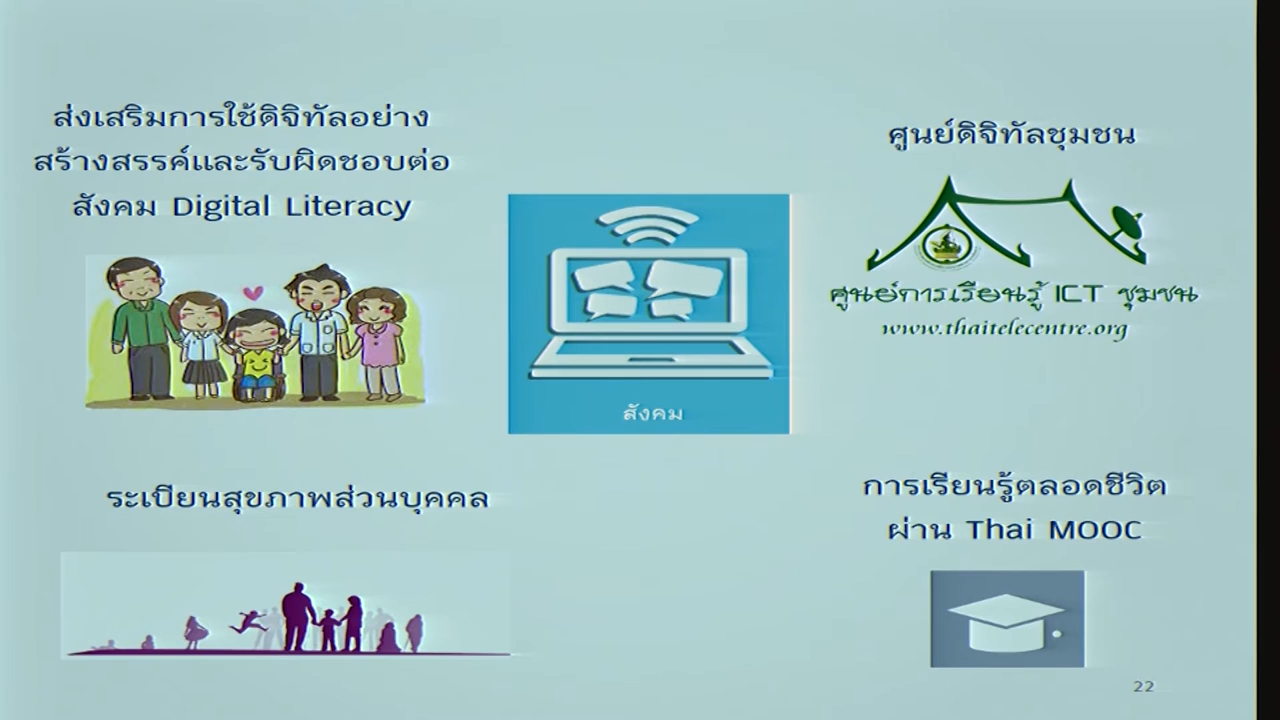 ส่งเสริมการใช้ดิจิทัลอย่าง
สร้างสรรค์และรับผิดชอบต่อ
สังคม Digital Literacy
ศูนย์ดิจิทัลชุมชน
ศูนย์การเรียนรู้ ICT ชุมชน
www.thaitelecentre.org
สังคม
ระเบียนสุขภาพส่วนบุคคล
การเรียนรู้ตลอดชีวิต
ผ่าน Thai MOOC
22